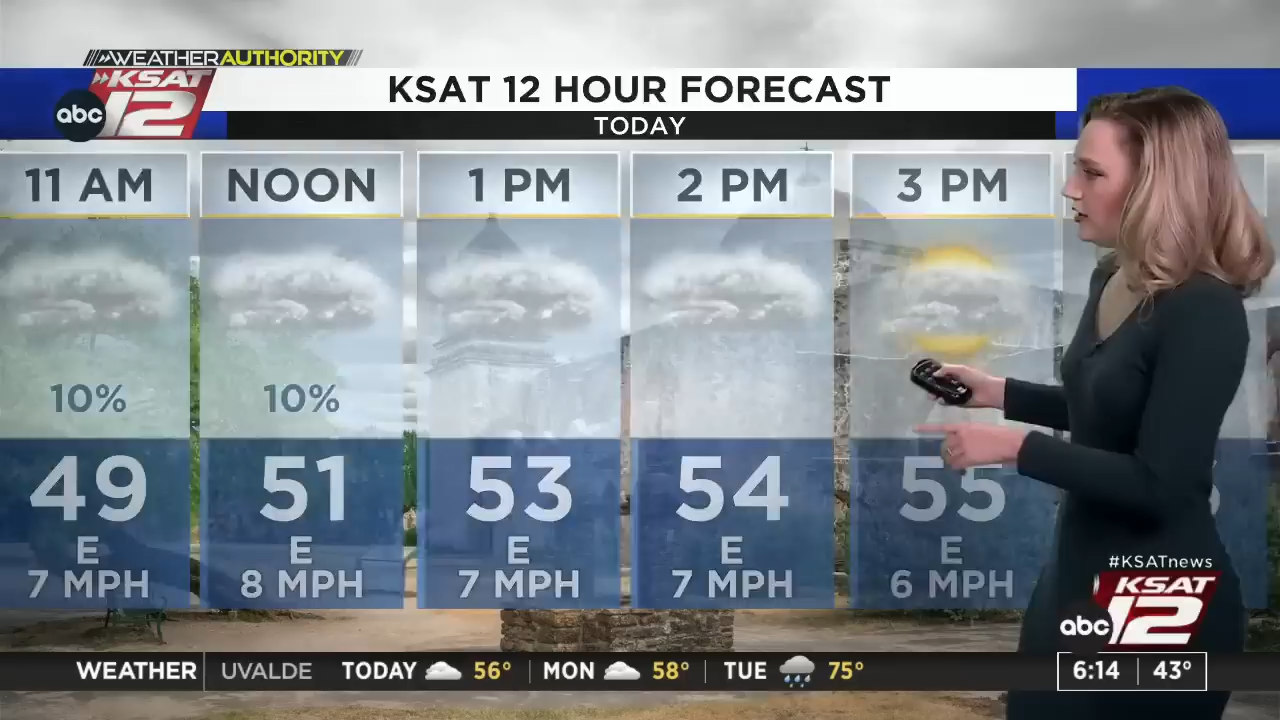 WEATHERAUTHORITY
KSAT
abc 12
KSAT 12 HOUR FORECAST
TODAY
11 AM NOON 1 PM 2 PM 3 PM
10% 10%
49 51 53 54 55
E E E E E
7 MPH 8 MPH 7 MPH 7 MPH 6 MPH
#KSATnews
KSAT
abc 12
WEATHER UVALDE TODAY 56° MON 58° TUE 75° 6:14 43°